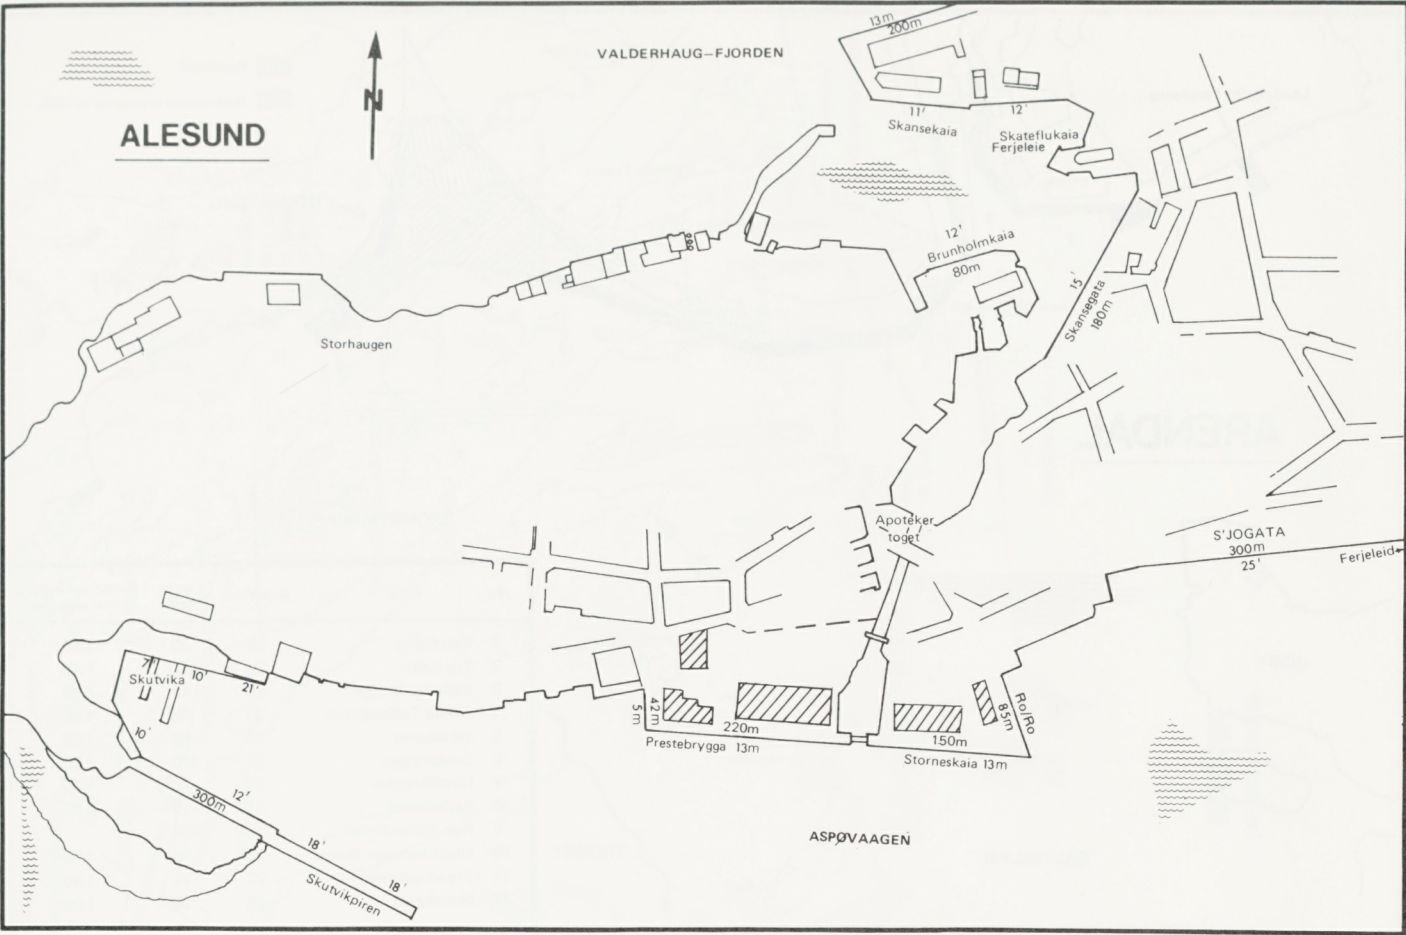 13m
200m
VALDERHAUG–FJORDEN
N
ALESUND
11'
12'
Skansekaia
Skateflukaia
Ferjeleie
12'
Brunholmkaia
80m
15'
Skansegata
180m
Storhaugen
Apoteker
toget
S'JOGATA
300m
25'
Ferjeleid
7'
10'
Skutvika
21'
10'
5m
42m
220m
Prestebrygga 13m
150m
Storneskaia 13m
Ro/Ro
85m
12'
300m
18'
18'
Skutvikpiren
ASPØVAAGEN